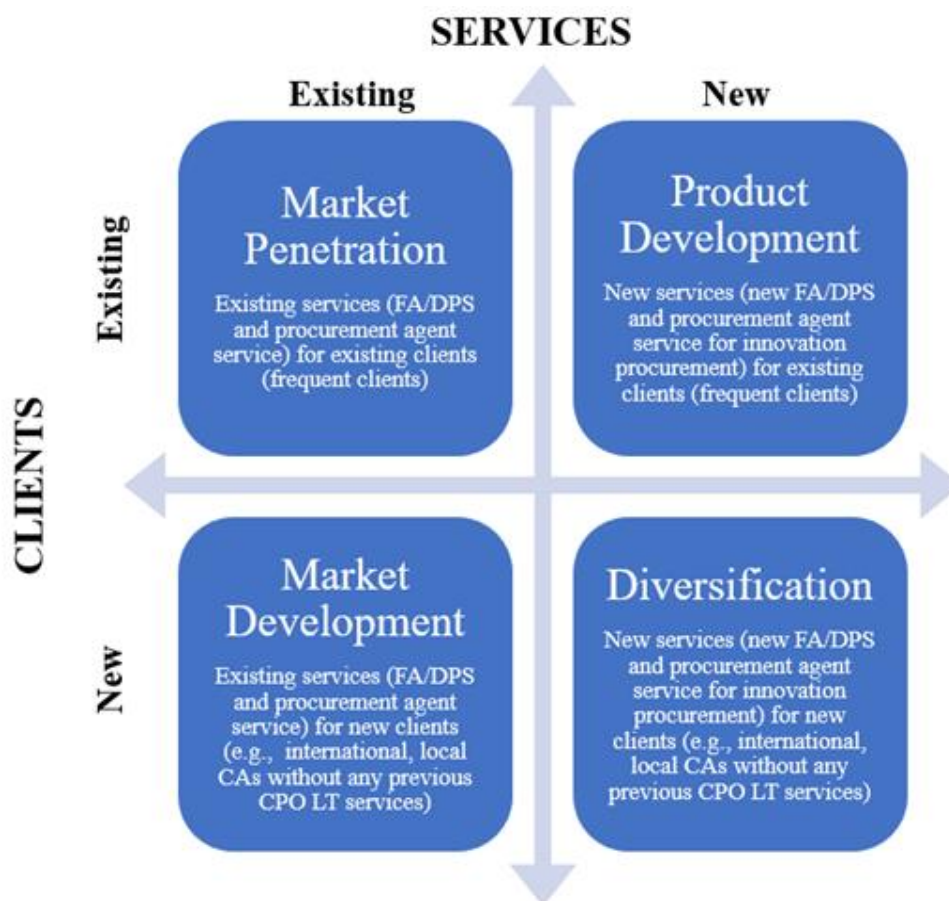 SERVICES
Existing
New
Existing
Market
Penetration
Existing services (FA/DPS
and procurement agent
service) for existing clients
(frequent clients)
Product
Development
New services (new FA/DPS
and procurement agent
service for innovation
procurement) for existing
clients (frequent clients)
CLIENTS
New
Market
Development
Existing services (FA/DPS
and procurement agent
service) for new clients
(e.g., international, local
CAs without any previous
CPO LT services)
Diversification
New services (new FA/DPS
and procurement agent
service for innovation
procurement) for new
clients (e.g., international,
local CAs without any
previous CPO LT services)